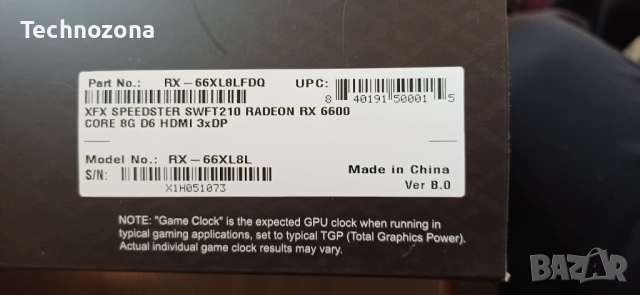 Technozona
Part No.: RX-66XL8LFDQ UPC:
8 40191 50001 5
XFX SPEEDSTER SWFT210 RADEON RX 6600
CORE 8G D6 HDMI 3xDP
Model No.: RX-66XL8L
S/N:
X1H051073
Made in China
Ver B.0
NOTE: "Game Clock" is the expected GPU clock when running in
typical gaming applications, set to typical TGP (Total Graphics Power).
Actual individual game clock results may vary.
BAZAR
bg